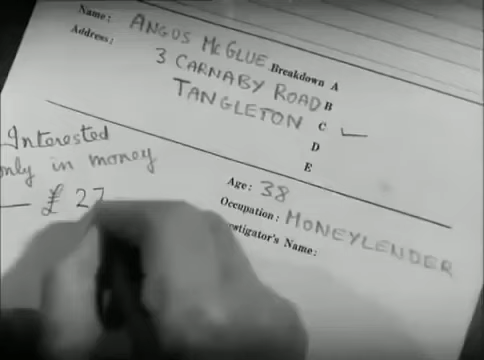 Name: ANGUS McGLUE
Address: 3 CARNABY ROAD
TANGLETON
Breakdown A
B
C ✓
D
E
Interested
only in money
— £ 27
Age: 38
Occupation: MONEYLENDER
Investigator's Name: